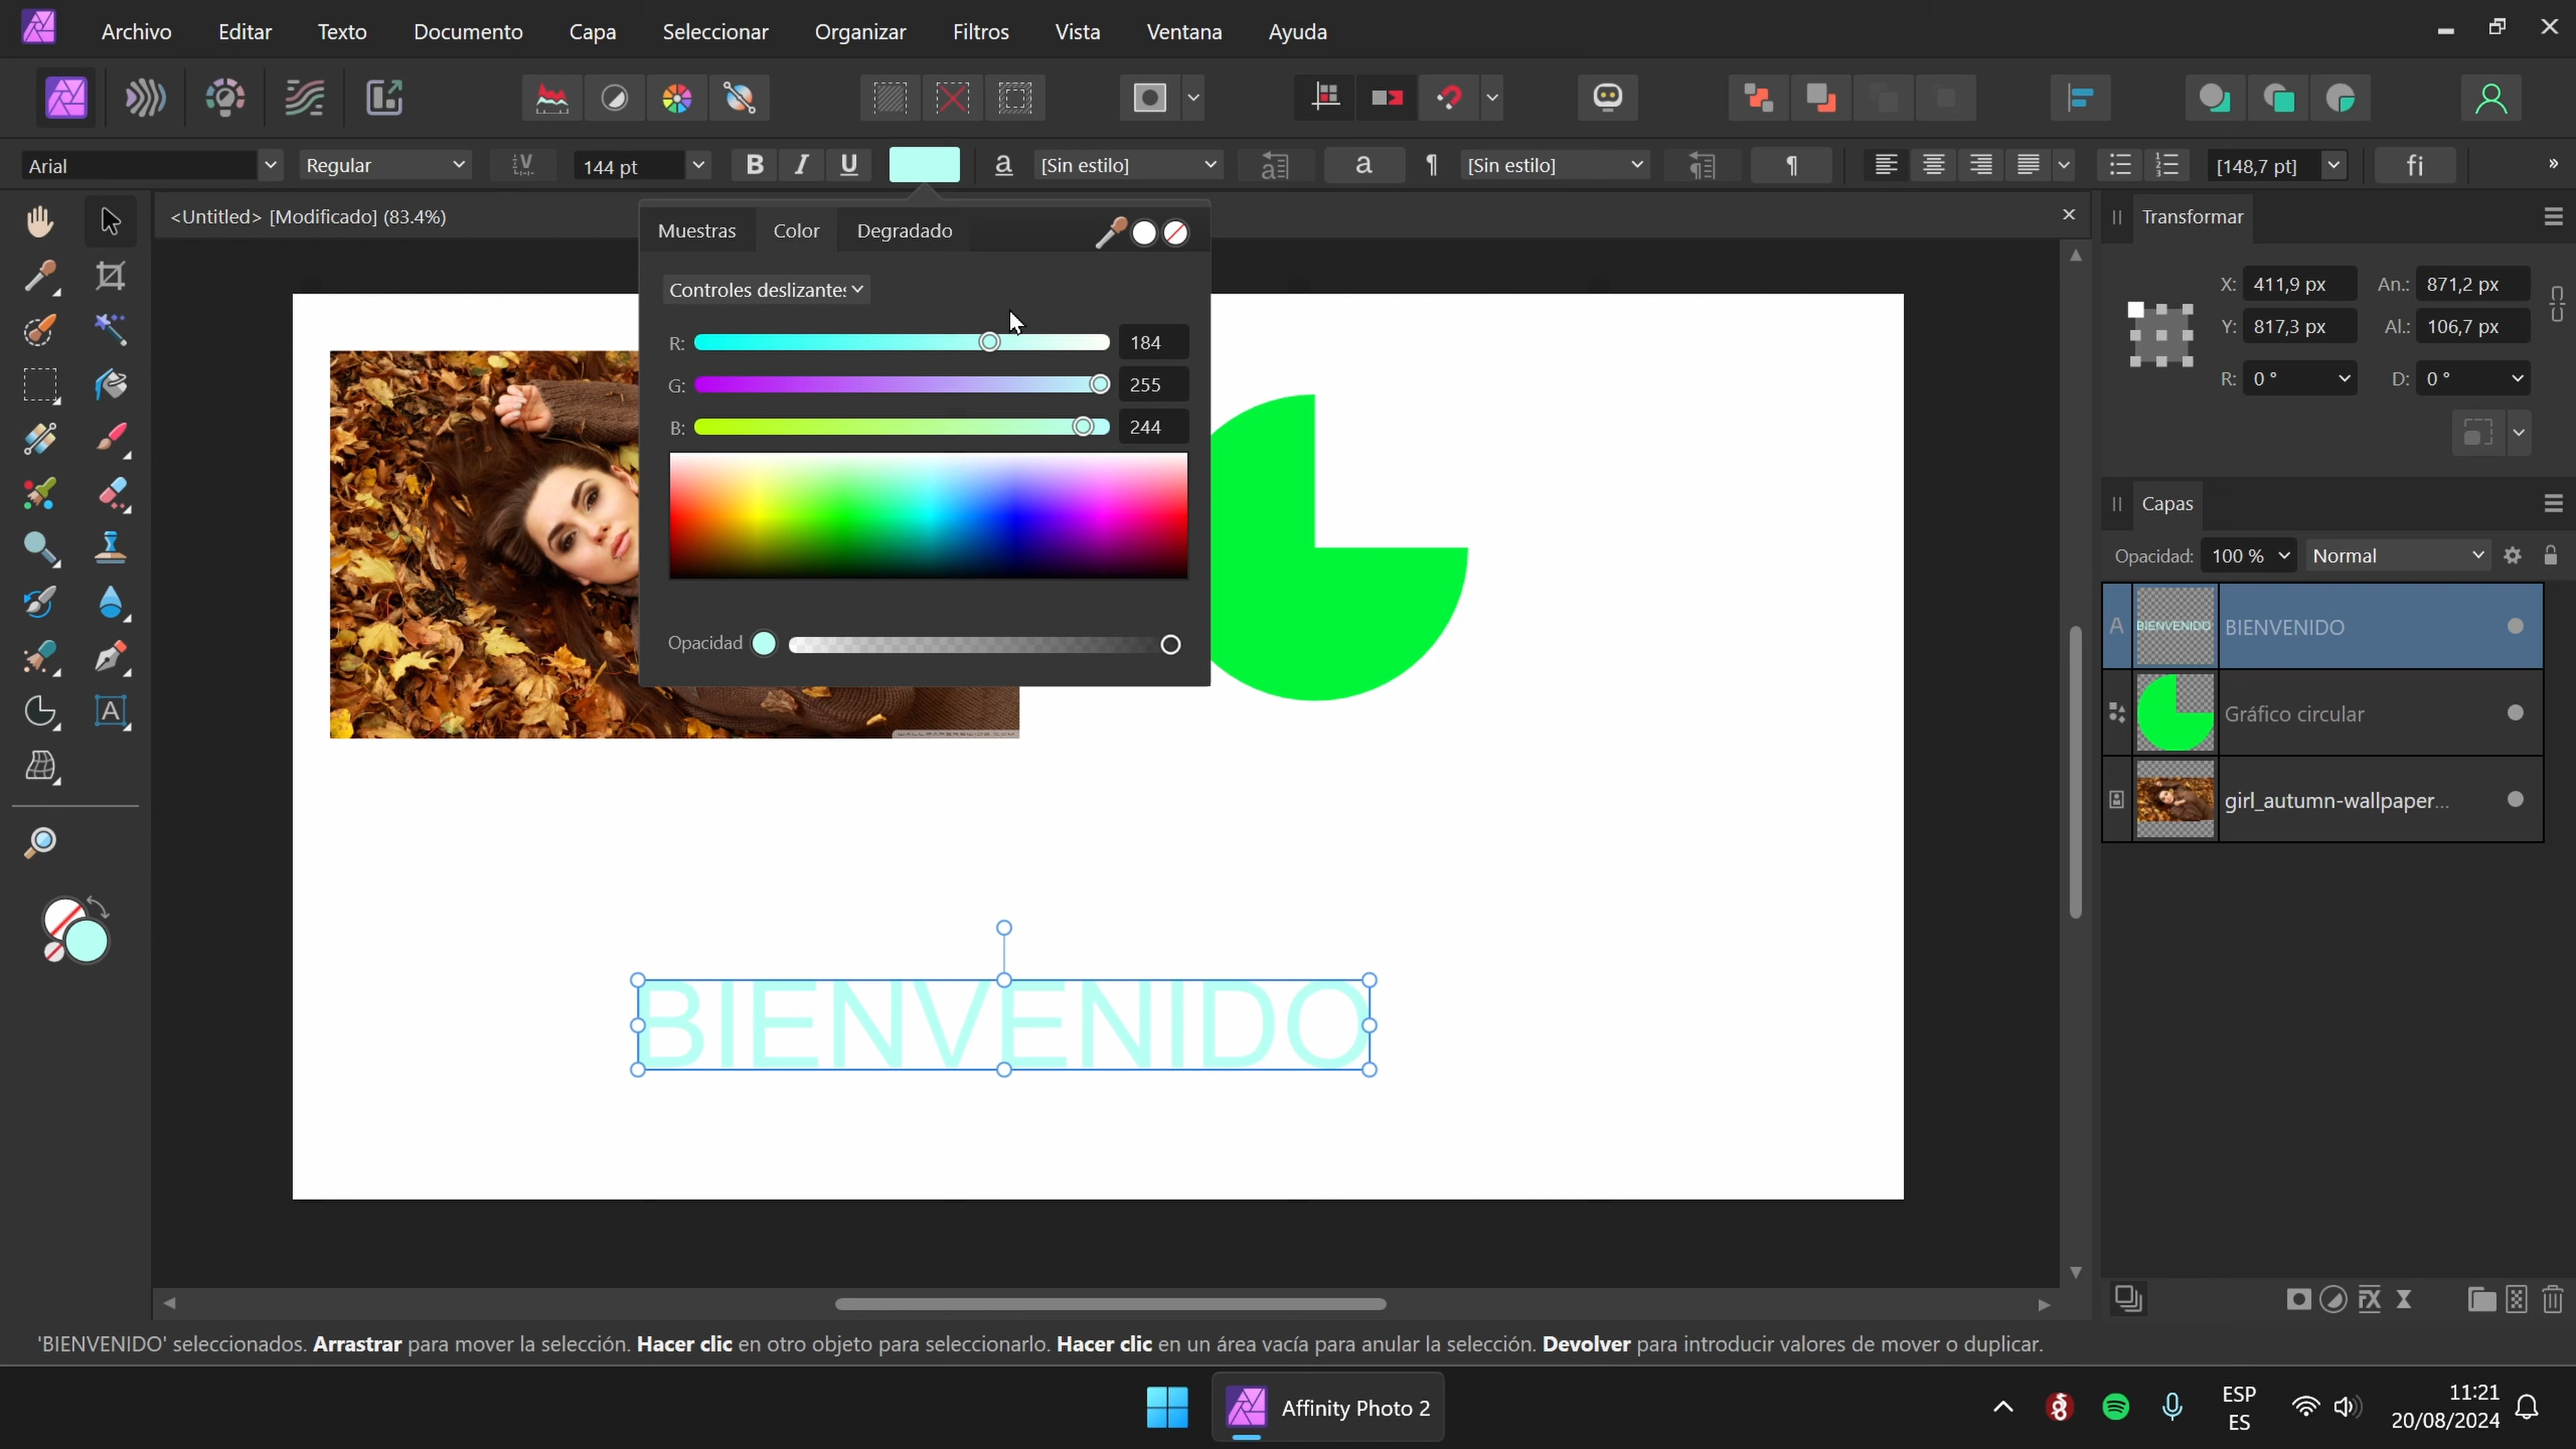 Archivo Editar Texto Documento Capa Seleccionar Organizar Filtros Vista Ventana Ayuda
Arial Regular 144 pt B I U a [Sin estilo] a ¶ [Sin estilo] ¶ [148,7 pt] fi »
<Untitled> [Modificado] (83.4%)
Muestras Color Degradado
Controles deslizantes
R: 184
G: 255
B: 244
Opacidad
WALLPAPERSWIDE.COM
BIENVENIDO
Transformar
X: 411,9 px An.: 871,2 px
Y: 817,3 px Al.: 106,7 px
R: 0 ° D: 0 °
Capas
Opacidad: 100 % Normal
A BIENVENIDO BIENVENIDO
Gráfico circular
girl_autumn-wallpaper...
'BIENVENIDO' seleccionados. Arrastrar para mover la selección. Hacer clic en otro objeto para seleccionarlo. Hacer clic en un área vacía para anular la selección. Devolver para introducir valores de mover o duplicar.
Affinity Photo 2
ESP
ES
11:21
20/08/2024